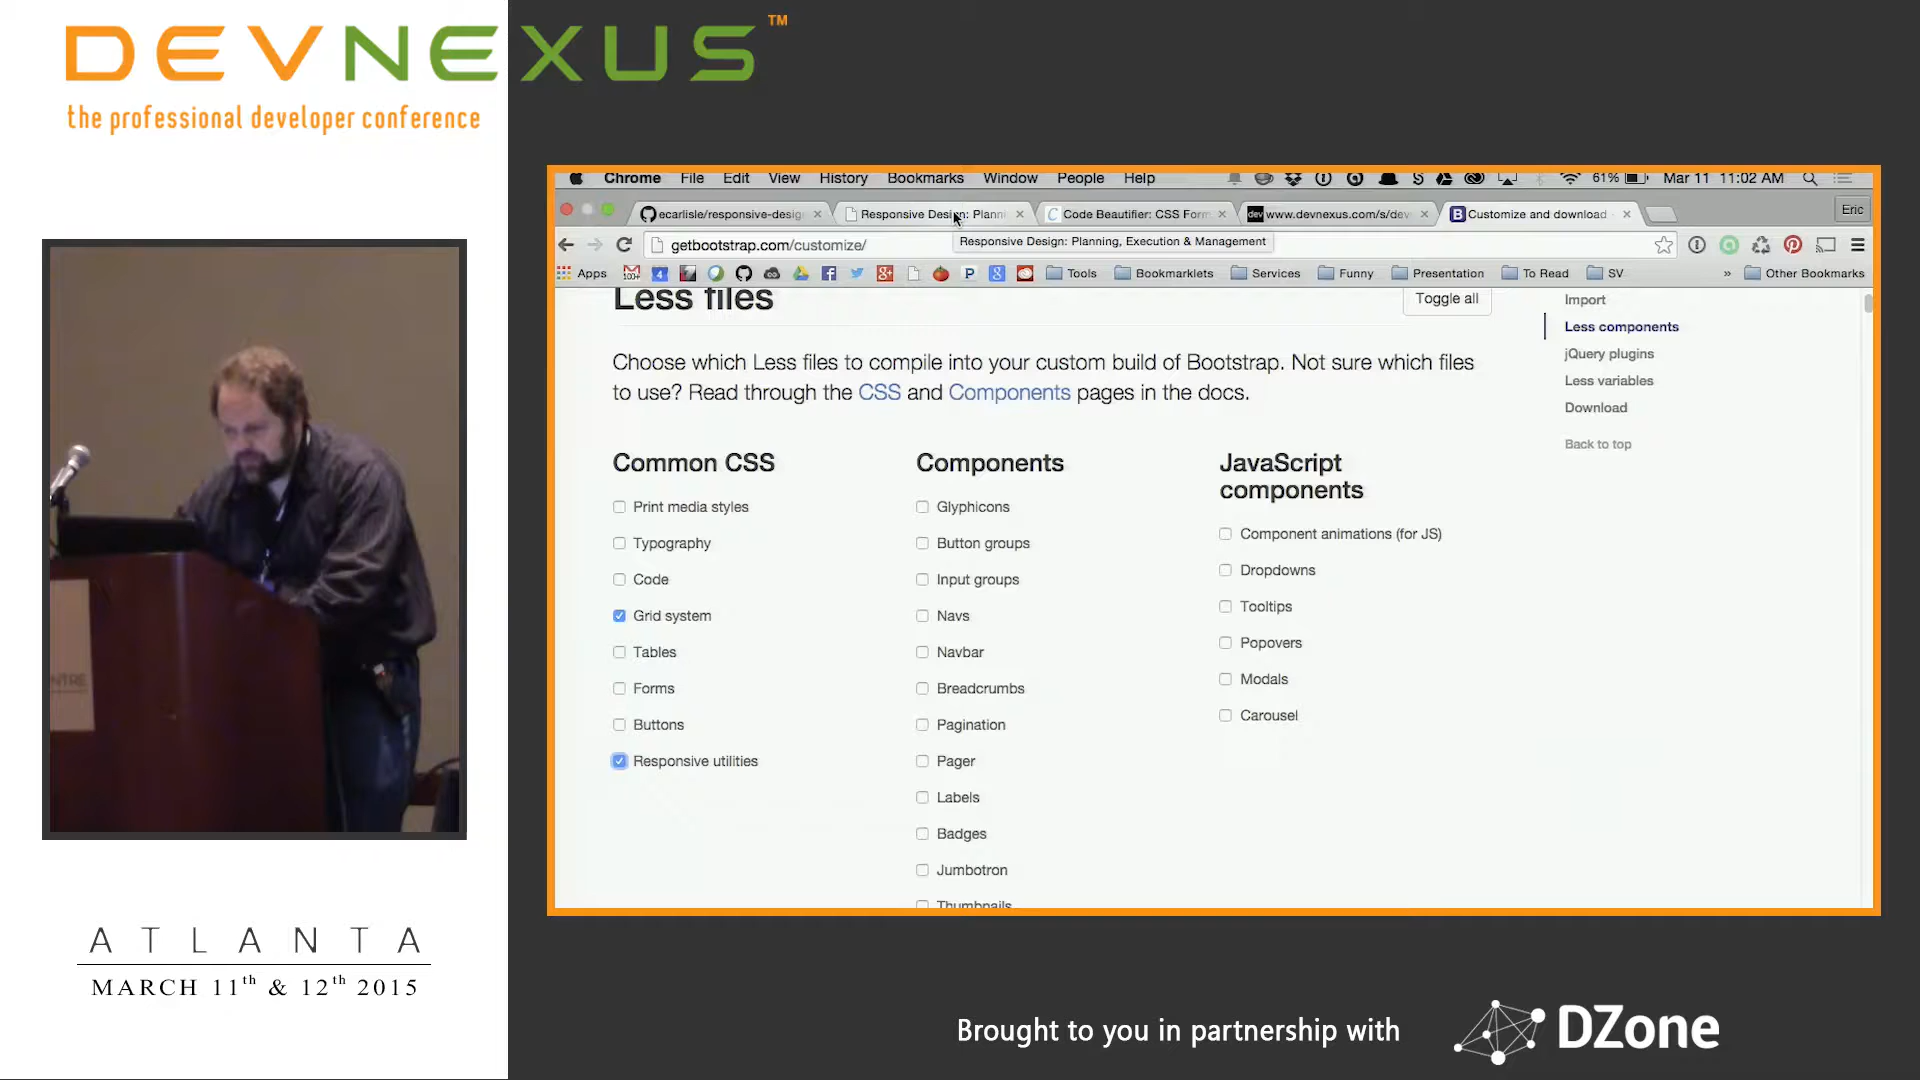 DEVNEXUS™
the professional developer conference
Chrome File Edit View History Bookmarks Window People Help 61% Mar 11 11:02 AM
ecarlisle/responsive-desig Responsive Design: Plann Code Beautifier: CSS Form dev www.devnexus.com/s/dev B Customize and download Eric
getbootstrap.com/customize/
Responsive Design: Planning, Execution & Management
Apps Tools Bookmarklets Services Funny Presentation To Read SV » Other Bookmarks
Less files
Toggle all
Choose which Less files to compile into your custom build of Bootstrap. Not sure which files
to use? Read through the CSS and Components pages in the docs.
Common CSS
Print media styles
Typography
Code
Grid system
Tables
Forms
Buttons
Responsive utilities
Components
Glyphicons
Button groups
Input groups
Navs
Navbar
Breadcrumbs
Pagination
Pager
Labels
Badges
Jumbotron
Thumbnails
JavaScript
components
Component animations (for JS)
Dropdowns
Tooltips
Popovers
Modals
Carousel
Import
Less components
jQuery plugins
Less variables
Download
Back to top
ATLANTA
MARCH 11th & 12th 2015
Brought to you in partnership with
DZone